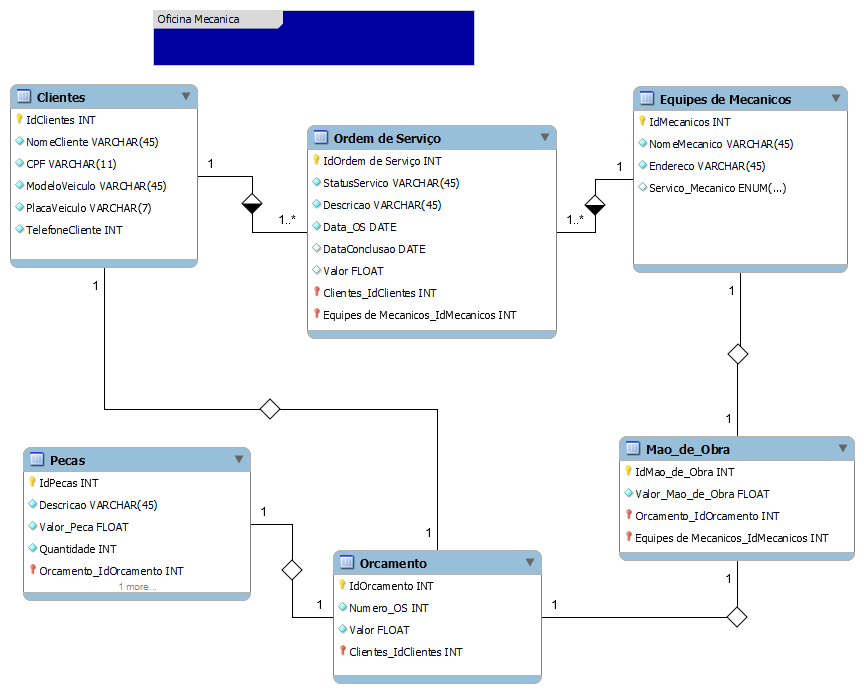 Oficina Mecanica
Clientes
IdClientes INT
NomeCliente VARCHAR(45)
CPF VARCHAR(11)
ModeloVeiculo VARCHAR(45)
PlacaVeiculo VARCHAR(7)
TelefoneCliente INT
1
1..*
Ordem de Serviço
IdOrdem de Serviço INT
StatusServico VARCHAR(45)
Descricao VARCHAR(45)
Data_OS DATE
DataConclusao DATE
Valor FLOAT
Clientes_IdClientes INT
Equipes de Mecanicos_IdMecanicos INT
1..*
1
Equipes de Mecanicos
IdMecanicos INT
NomeMecanico VARCHAR(45)
Endereco VARCHAR(45)
Servico_Mecanico ENUM(...)
1
1
1
1
Pecas
IdPecas INT
Descricao VARCHAR(45)
Valor_Peca FLOAT
Quantidade INT
Orcamento_IdOrcamento INT
1 more...
1
1
Orcamento
IdOrcamento INT
Numero_OS INT
Valor FLOAT
Clientes_IdClientes INT
1
1
Mao_de_Obra
IdMao_de_Obra INT
Valor_Mao_de_Obra FLOAT
Orcamento_IdOrcamento INT
Equipes de Mecanicos_IdMecanicos INT